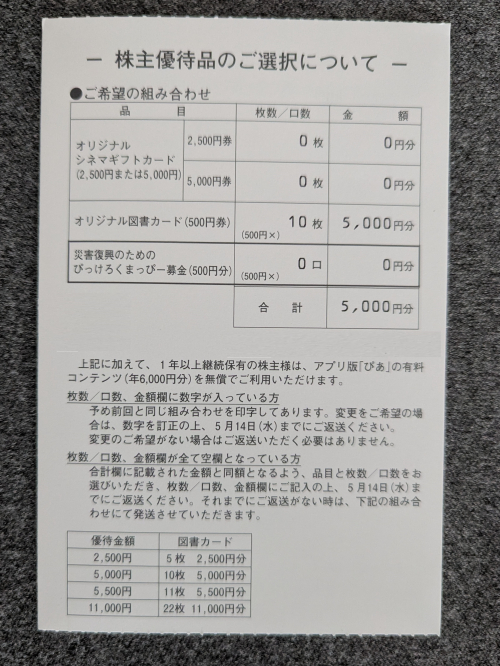 ― 株主優待品のご選択について ―
●ご希望の組み合わせ
品 目 枚数／口数 金 額
オリジナル
シネマギフトカード
(2,500円または5,000円)
2,500円券 0 枚 0円分
5,000円券 0 枚 0円分
オリジナル図書カード(500円券) (500円×) 10 枚 5,000円分
災害復興のための
ぴっけろくまっぴー募金(500円分) (500円×) 0 口 0円分
合 計 5,000円分
上記に加えて、1年以上継続保有の株主様は、アプリ版「ぴあ」の有料
コンテンツ(年6,000円分)を無償でご利用いただけます。
枚数／口数、金額欄に数字が入っている方
予め前回と同じ組み合わせを印字してあります。変更をご希望の場
合は、数字を訂正の上、5月14日(水)までにご返送ください。
変更のご希望がない場合はご返送いただく必要はありません。
枚数／口数、金額欄が全て空欄となっている方
合計欄に記載された金額と同額となるよう、品目と枚数／口数をお
選びいただき、枚数／口数、金額欄にご記入の上、5月14日(水)ま
でにご返送ください。それまでにご返送がない時は、下記の組み合
わせにて発送させていただきます。
優待金額 図書カード
2,500円 5枚 2,500円分
5,000円 10枚 5,000円分
5,500円 11枚 5,500円分
11,000円 22枚 11,000円分